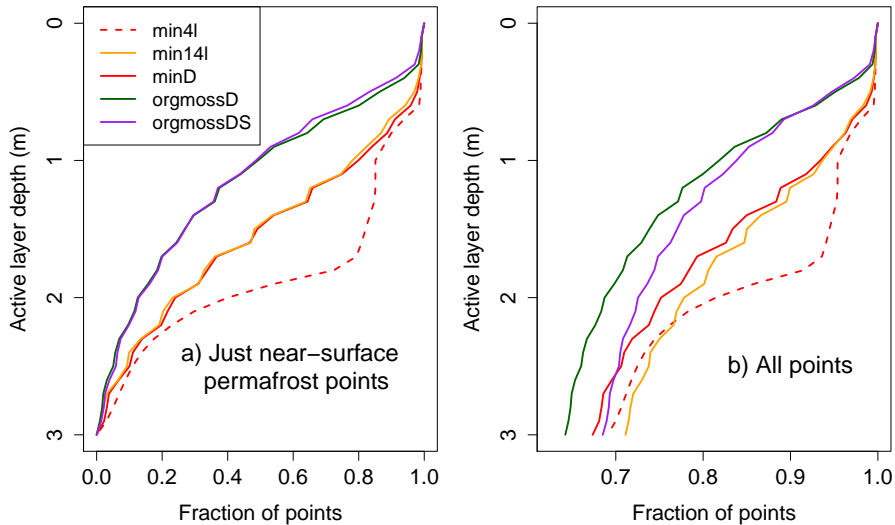 min4l
min14l
minD
orgmossD
orgmossDS
0
1
2
3
Active layer depth (m)
a) Just near−surface
permafrost points
0.0 0.2 0.4 0.6 0.8 1.0
Fraction of points
0
1
2
3
Active layer depth (m)
b) All points
0.7 0.8 0.9 1.0
Fraction of points